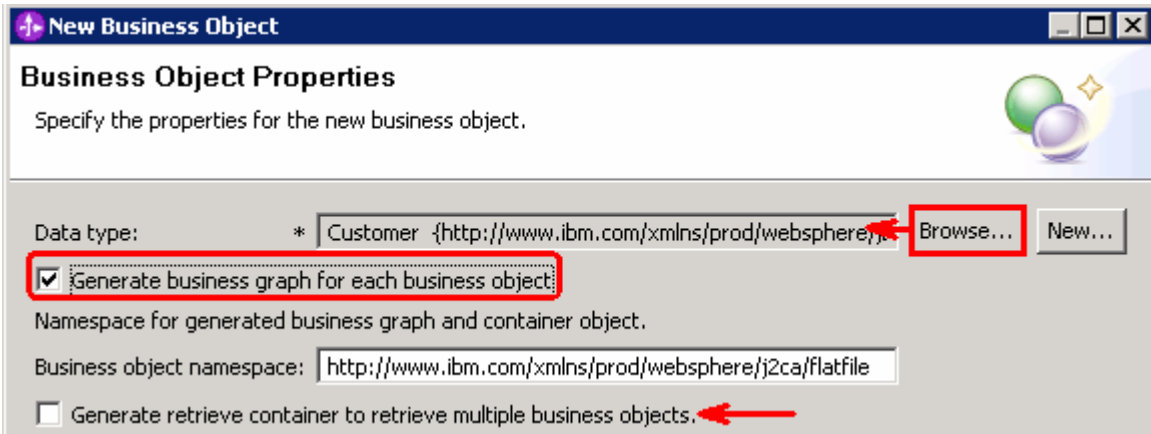 New Business Object
Business Object Properties
Specify the properties for the new business object.
Data type: * Customer {http://www.ibm.com/xmlns/prod/websphere/j2 Browse... New...
Generate business graph for each business object
Namespace for generated business graph and container object.
Business object namespace: http://www.ibm.com/xmlns/prod/websphere/j2ca/flatfile
Generate retrieve container to retrieve multiple business objects.